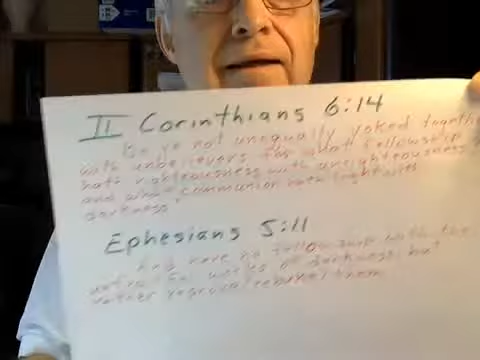 II Corinthians 6:14
Be ye not unequally yoked together
with unbelievers for what fellowship
hath righteousness with unrighteousness
and what communion hath light with
darkness"
Ephesians 5:11
And have no fellowship with the
unfruitful works of darkness, but
rather reprove/rebuke them